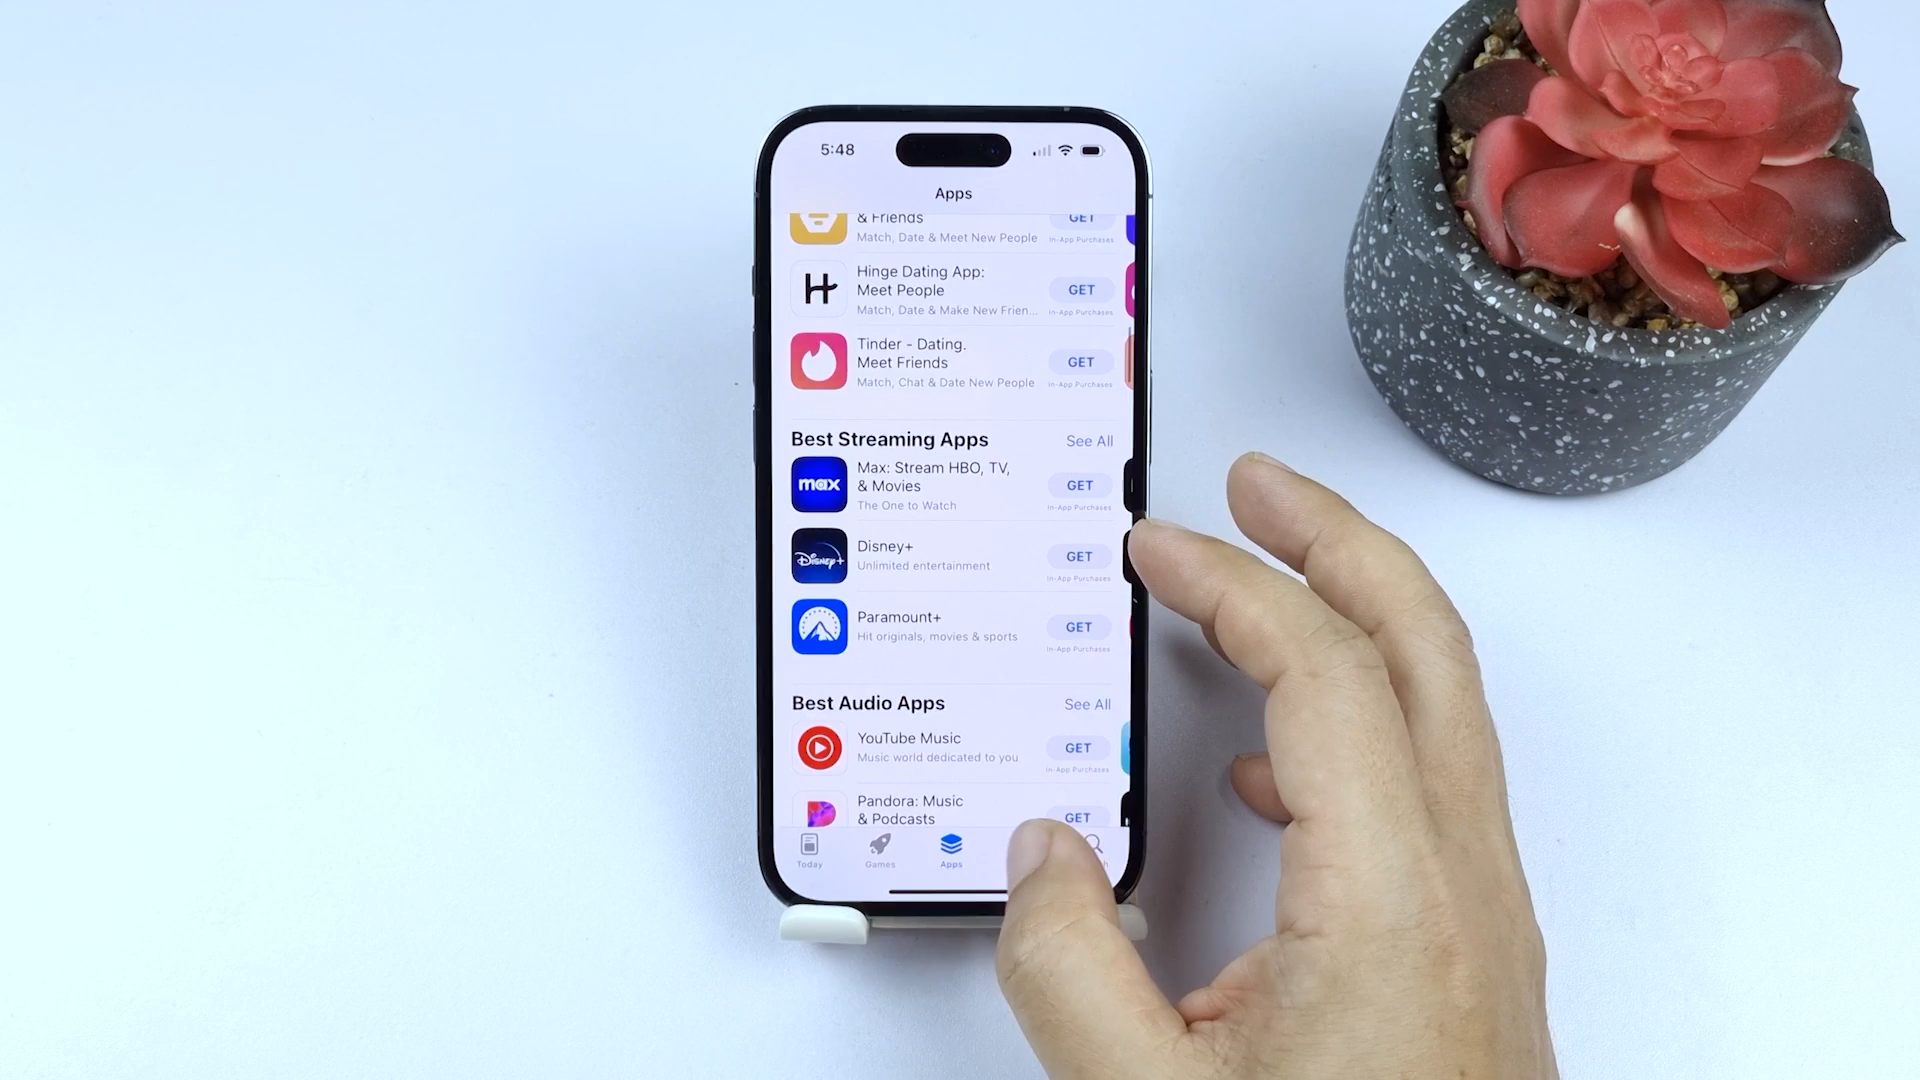 5:48
Apps
& Friends
Match, Date & Meet New People
GET
In-App Purchases
Hinge Dating App:
Meet People
Match, Date & Make New Frien...
GET
In-App Purchases
Tinder - Dating.
Meet Friends
Match, Chat & Date New People
GET
In-App Purchases
Best Streaming Apps
See All
max
Max: Stream HBO, TV,
& Movies
The One to Watch
GET
In-App Purchases
Disney+
Disney+
Unlimited entertainment
GET
In-App Purchases
Paramount+
Hit originals, movies & sports
GET
In-App Purchases
Best Audio Apps
See All
YouTube Music
Music world dedicated to you
GET
In-App Purchases
Pandora: Music
& Podcasts
GET
Today
Games
Apps